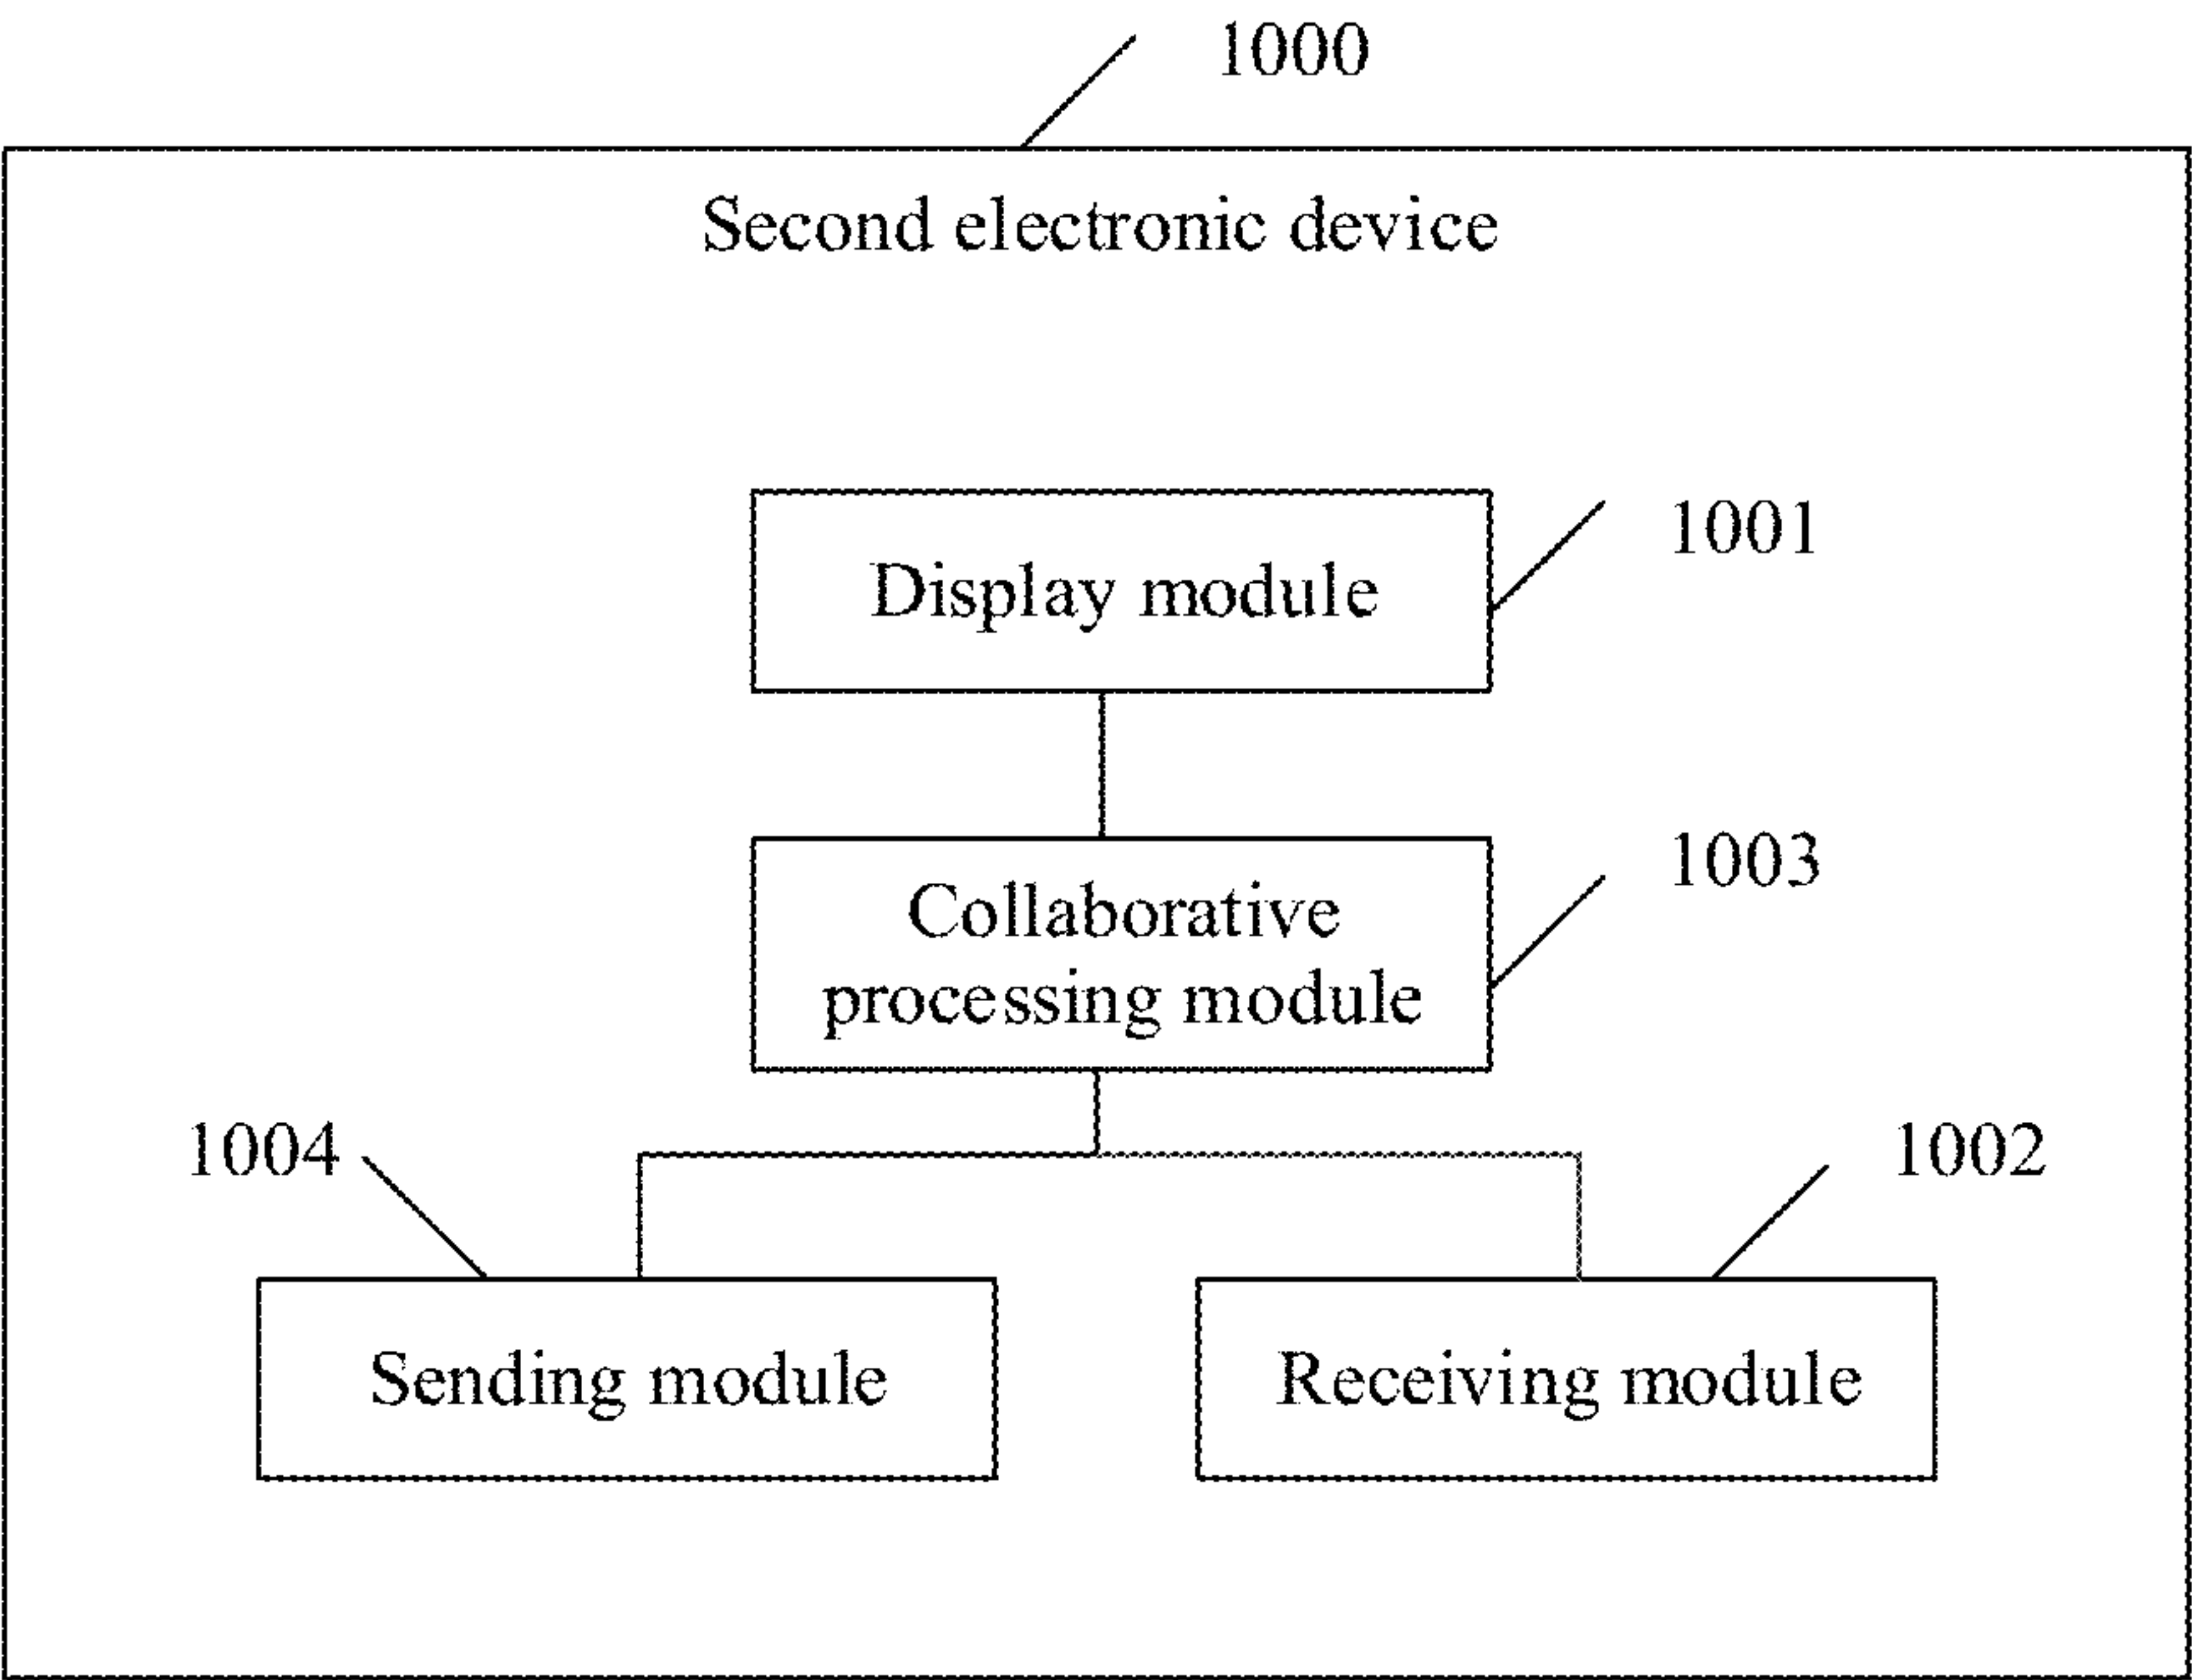 1000
Second electronic device
1001
Display module
1003
Collaborative
processing module
1004
1002
Sending module
Receiving module